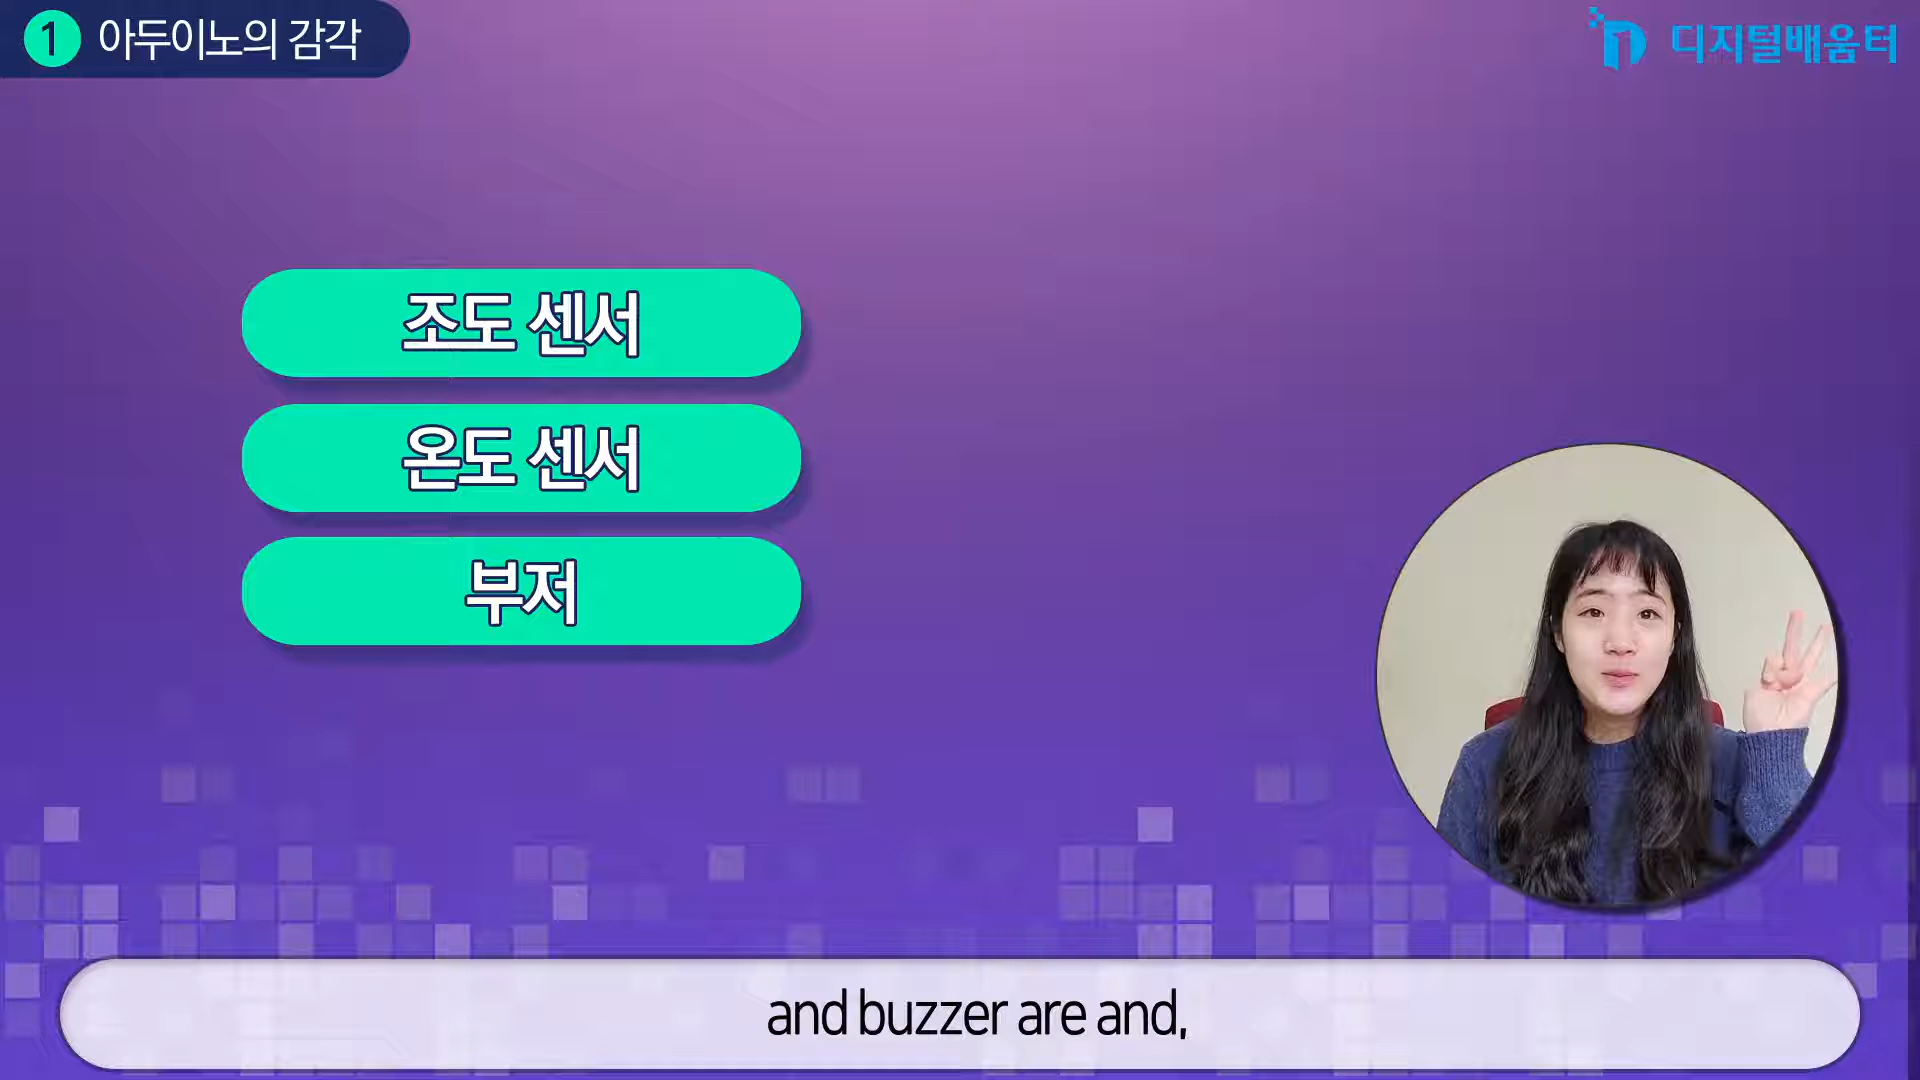 1 아두이노의 감각
디지털배움터
조도 센서
온도 센서
부저
and buzzer are and,